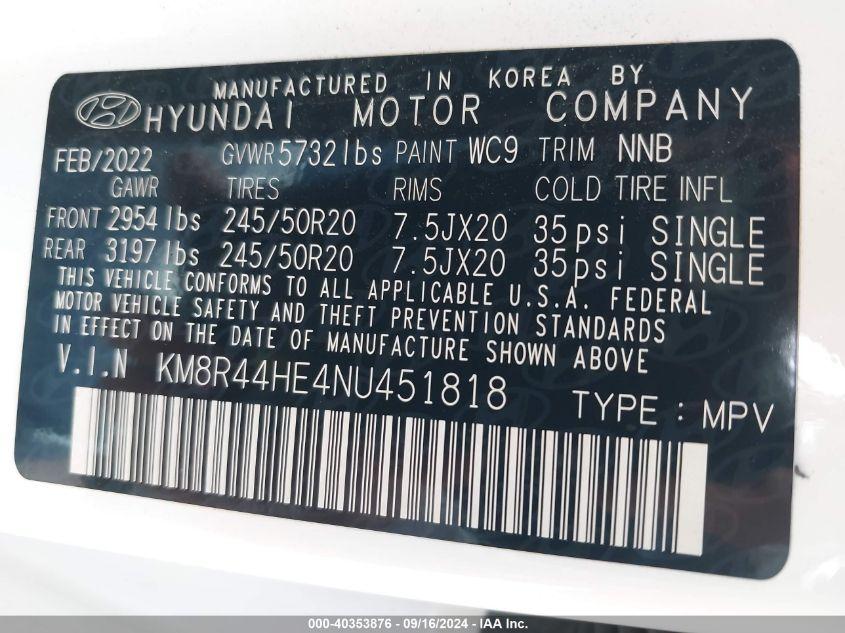 MANUFACTURED IN KOREA BY
HYUNDAI MOTOR COMPANY
FEB/2022 GVWR 5732 lbs PAINT WC9 TRIM NNB
GAWR TIRES RIMS COLD TIRE INFL
FRONT 2954 lbs 245/50R20 7.5JX20 35psi SINGLE
REAR 3197 lbs 245/50R20 7.5JX20 35psi SINGLE
THIS VEHICLE CONFORMS TO ALL APPLICABLE U.S.A. FEDERAL
MOTOR VEHICLE SAFETY AND THEFT PREVENTION STANDARDS
IN EFFECT ON THE DATE OF MANUFACTURE SHOWN ABOVE
V.I.N KM8R44HE4NU451818 TYPE : MPV
000-40353876 - 09/16/2024 - IAA Inc.